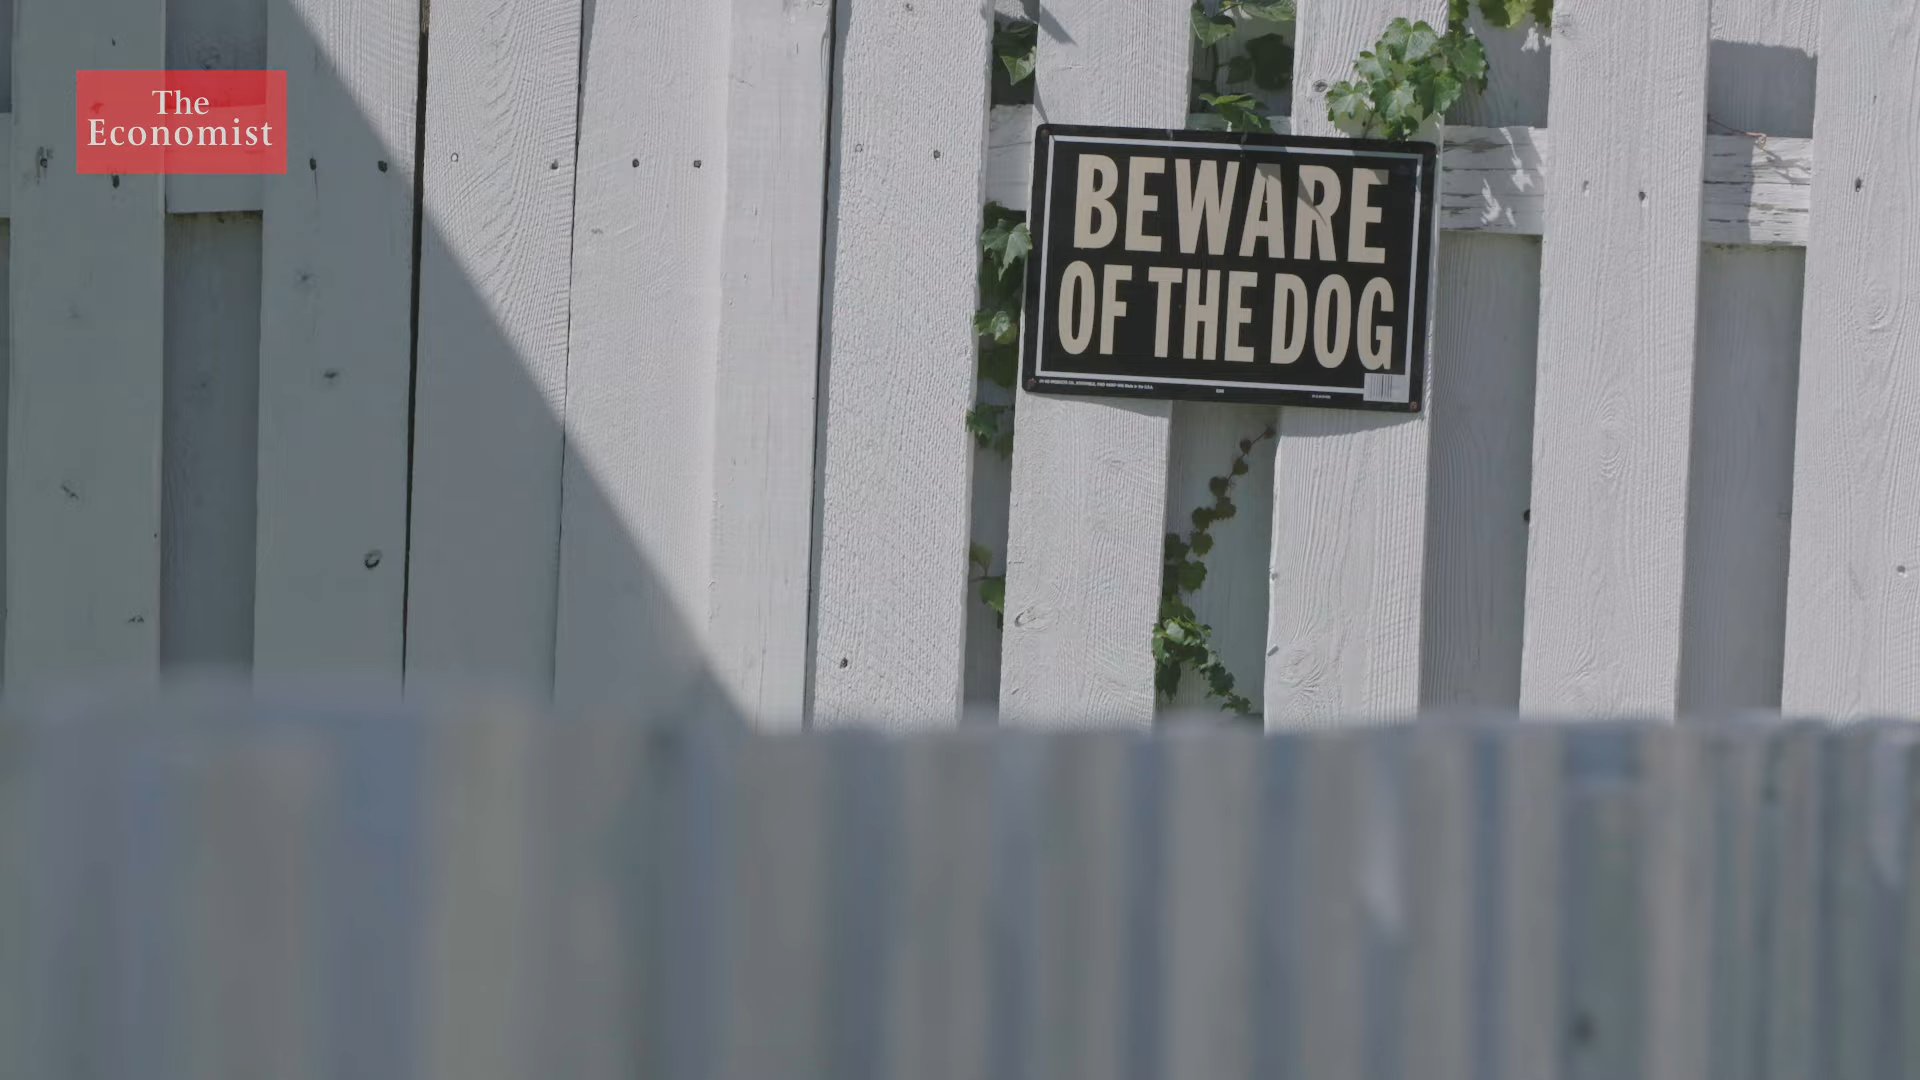 The
Economist
BEWARE
OF THE DOG